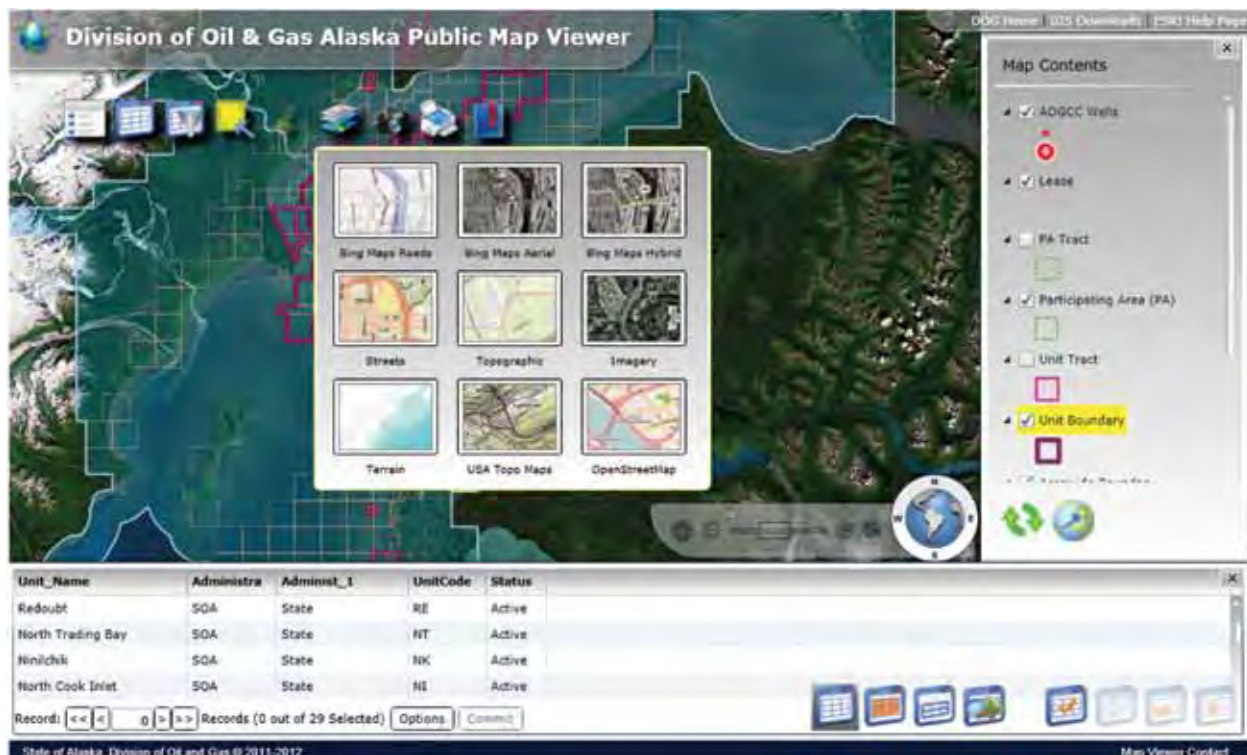 DOG Home | GIS Downloads | ESRI Help Page
Division of Oil & Gas Alaska Public Map Viewer
Map Contents
AOGCC Wells
Lease
PA Tract
Participating Area (PA)
Unit Tract
Unit Boundary
Bing Maps Roads Bing Maps Aerial Bing Maps Hybrid
Streets Topographic Imagery
Terrain USA Topo Maps OpenStreetMap
N
W E
S
Unit_Name Administra Administ_1 UnitCode Status
Redoubt SOA State RE Active
North Trading Bay SOA State NT Active
Ninilchik SOA State NK Active
North Cook Inlet SOA State NI Active
Record: << < 0 > >> Records (0 out of 29 Selected) Options Commit
State of Alaska, Division of Oil and Gas © 2011-2012 Map Viewer Contact